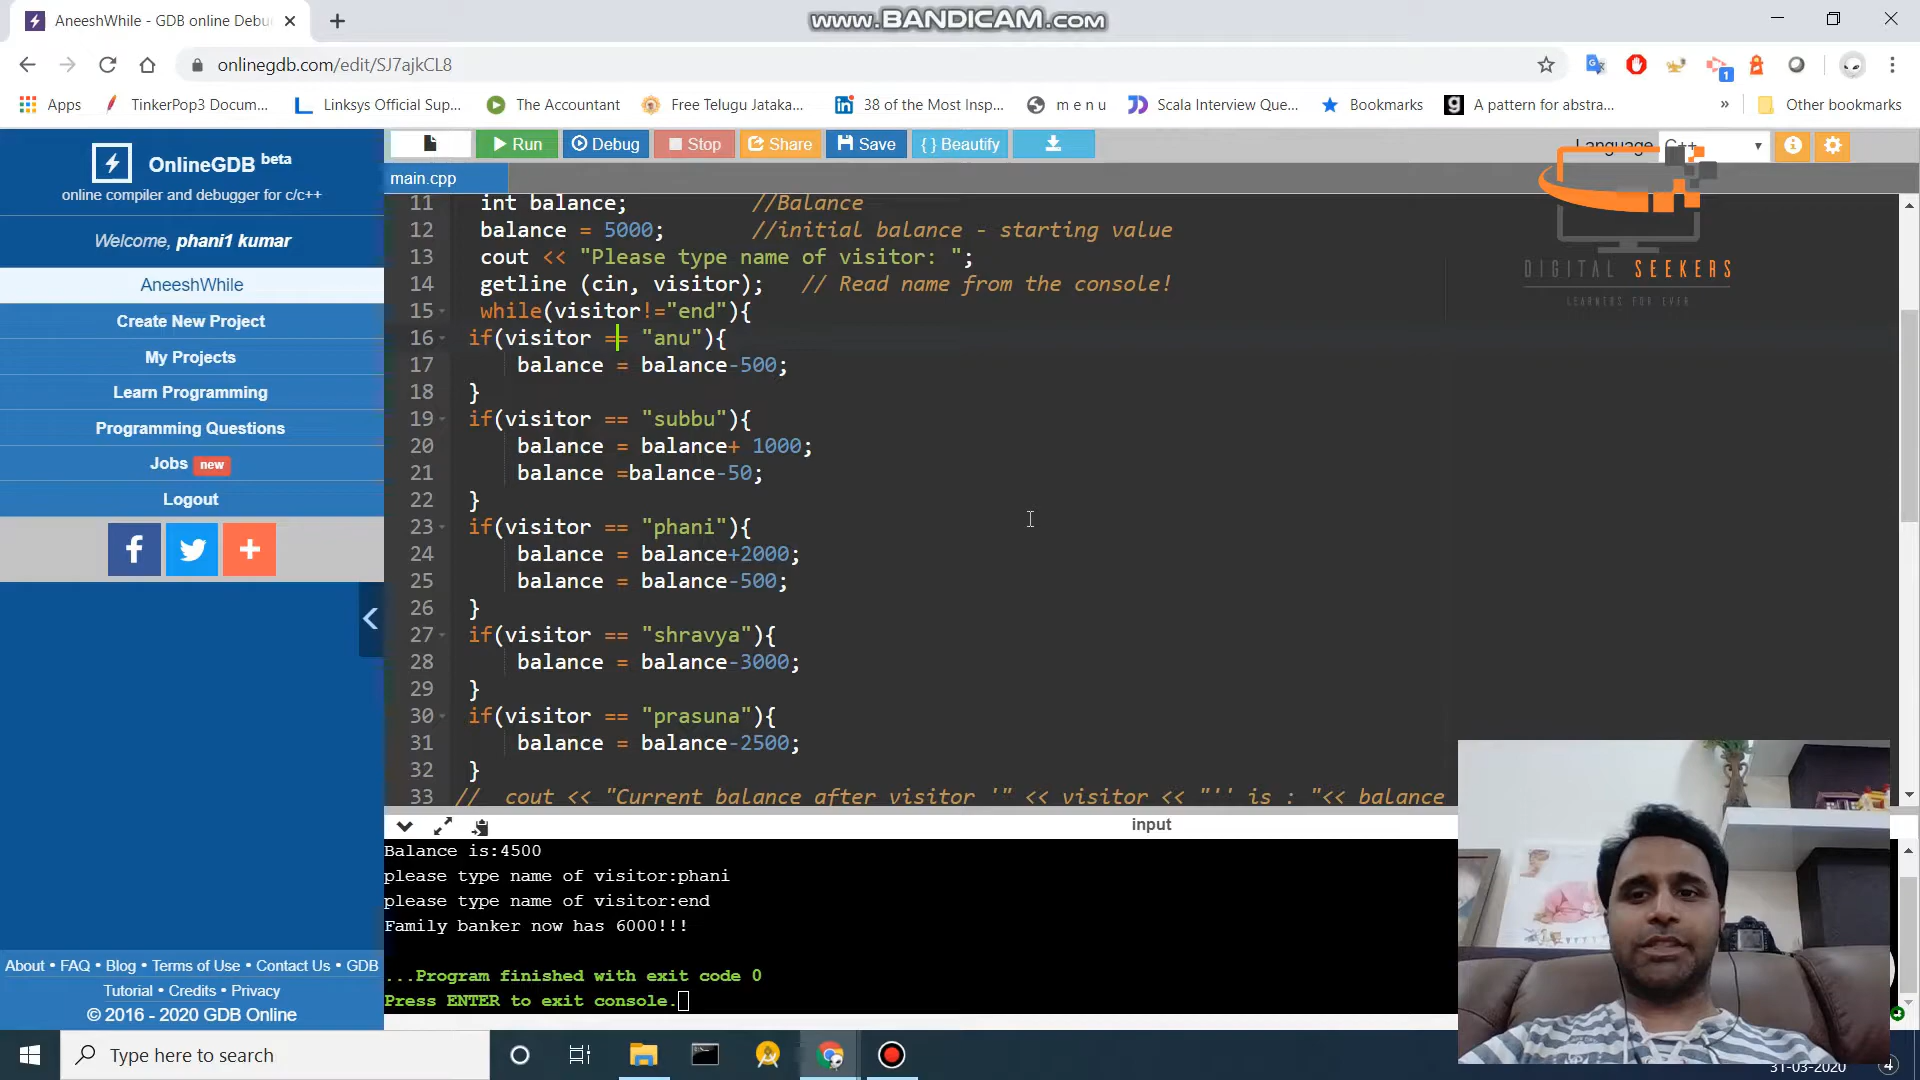 AneeshWhile - GDB online Debu
www.BANDICAM.com
onlinegdb.com/edit/SJ7ajkCL8
1
Apps
TinkerPop3 Docum...
Linksys Official Sup...
The Accountant
Free Telugu Jataka...
38 of the Most Insp...
m e n u
Scala Interview Que...
Bookmarks
A pattern for abstra...
»
Other bookmarks
OnlineGDB beta
online compiler and debugger for c/c++
Welcome, phani1 kumar
AneeshWhile
Create New Project
My Projects
Learn Programming
Programming Questions
Jobs new
Logout
About • FAQ • Blog • Terms of Use • Contact Us • GDB
Tutorial • Credits • Privacy
© 2016 - 2020 GDB Online
Run
Debug
Stop
Share
Save
{ } Beautify
Language C++
main.cpp
DIGITAL SEEKERS
LEARNERS FOR EVER
11 int balance; //Balance
12 balance = 5000; //initial balance - starting value
13 cout << "Please type name of visitor: ";
14 getline (cin, visitor); // Read name from the console!
15 while(visitor!="end"){
16 if(visitor == "anu"){
17 balance = balance-500;
18 }
19 if(visitor == "subbu"){
20 balance = balance+ 1000;
21 balance =balance-50;
22 }
23 if(visitor == "phani"){
24 balance = balance+2000;
25 balance = balance-500;
26 }
27 if(visitor == "shravya"){
28 balance = balance-3000;
29 }
30 if(visitor == "prasuna"){
31 balance = balance-2500;
32 }
33 // cout << "Current balance after visitor '" << visitor << "'' is : "<< balance
input
Balance is:4500
please type name of visitor:phani
please type name of visitor:end
Family banker now has 6000!!!
...Program finished with exit code 0
Press ENTER to exit console.
Type here to search
31-03-2020
4